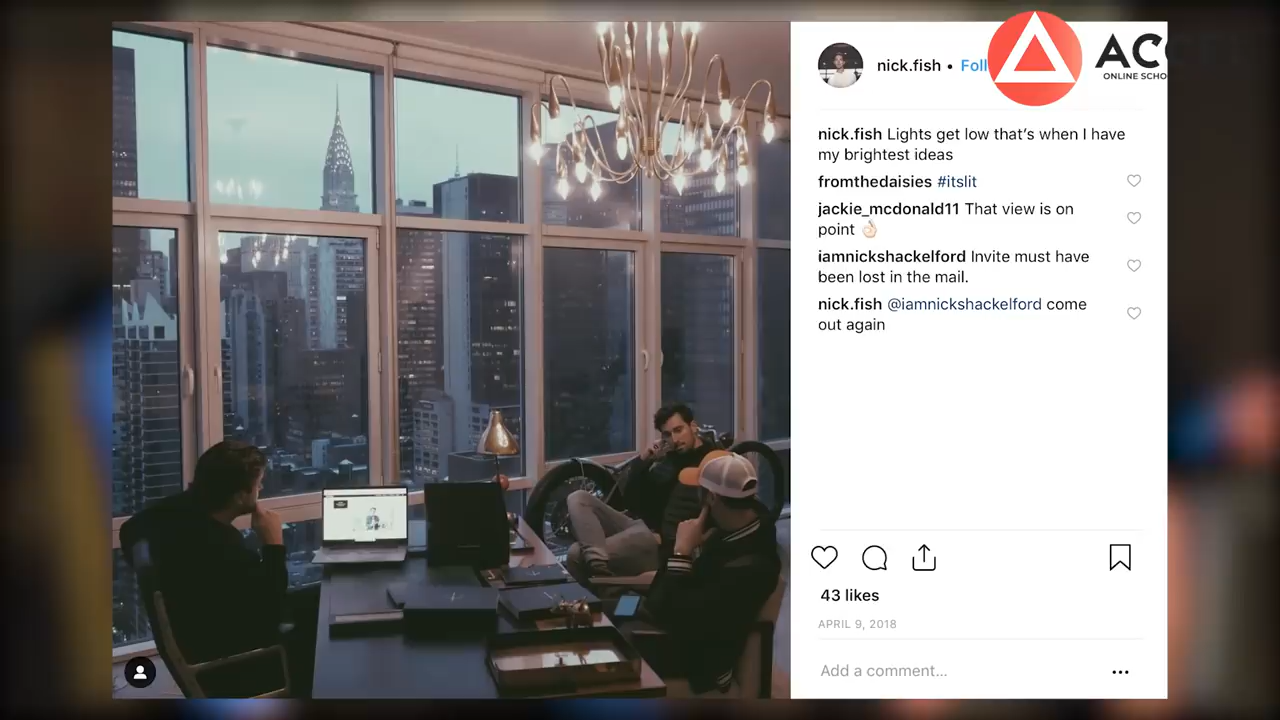 nick.fish • Foll
AC
ONLINE SCHO
nick.fish Lights get low that’s when I have
my brightest ideas
fromthedaisies #itslit
jackie_mcdonald11 That view is on
point 👌🏻
iamnickshackelford Invite must have
been lost in the mail.
nick.fish @iamnickshackelford come
out again
43 likes
APRIL 9, 2018
Add a comment...